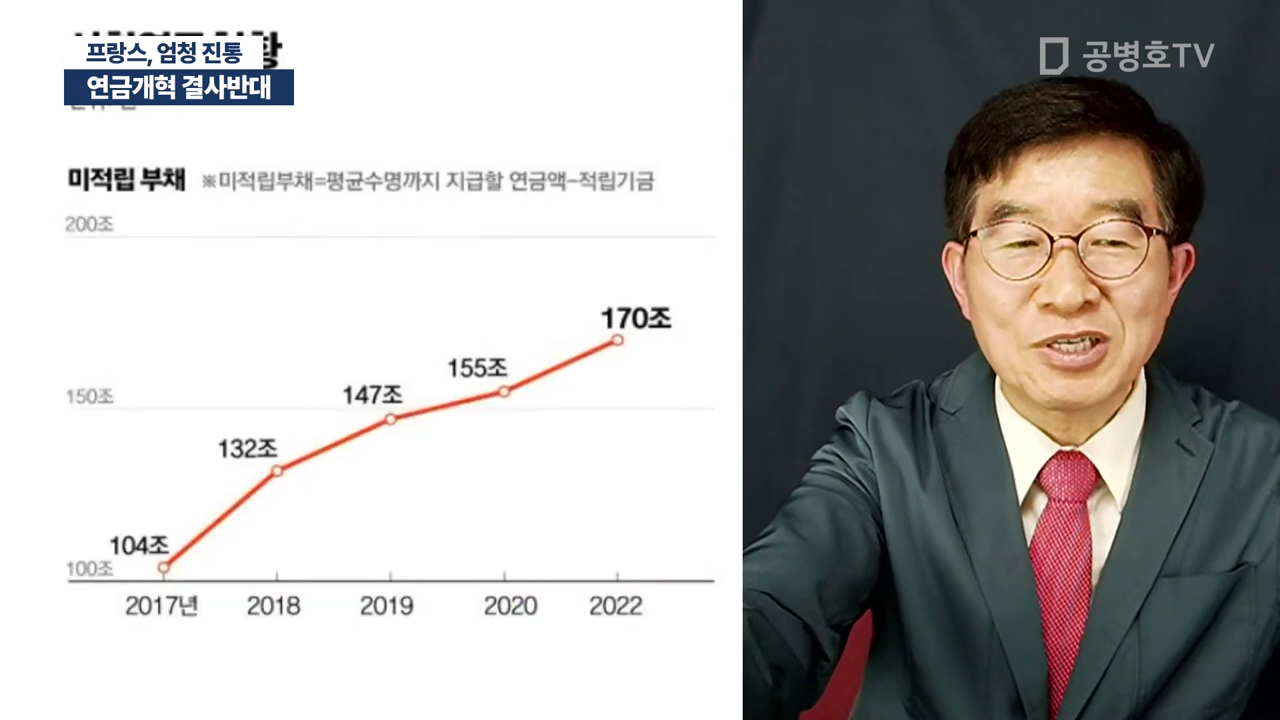 프랑스, 엄청 진통
연금개혁 결사반대
공병호TV
미적립 부채 ※미적립부채=평균수명까지 지급할 연금액-적립기금
200조
170조
155조
150조
147조
132조
104조
100조
2017년 2018 2019 2020 2022